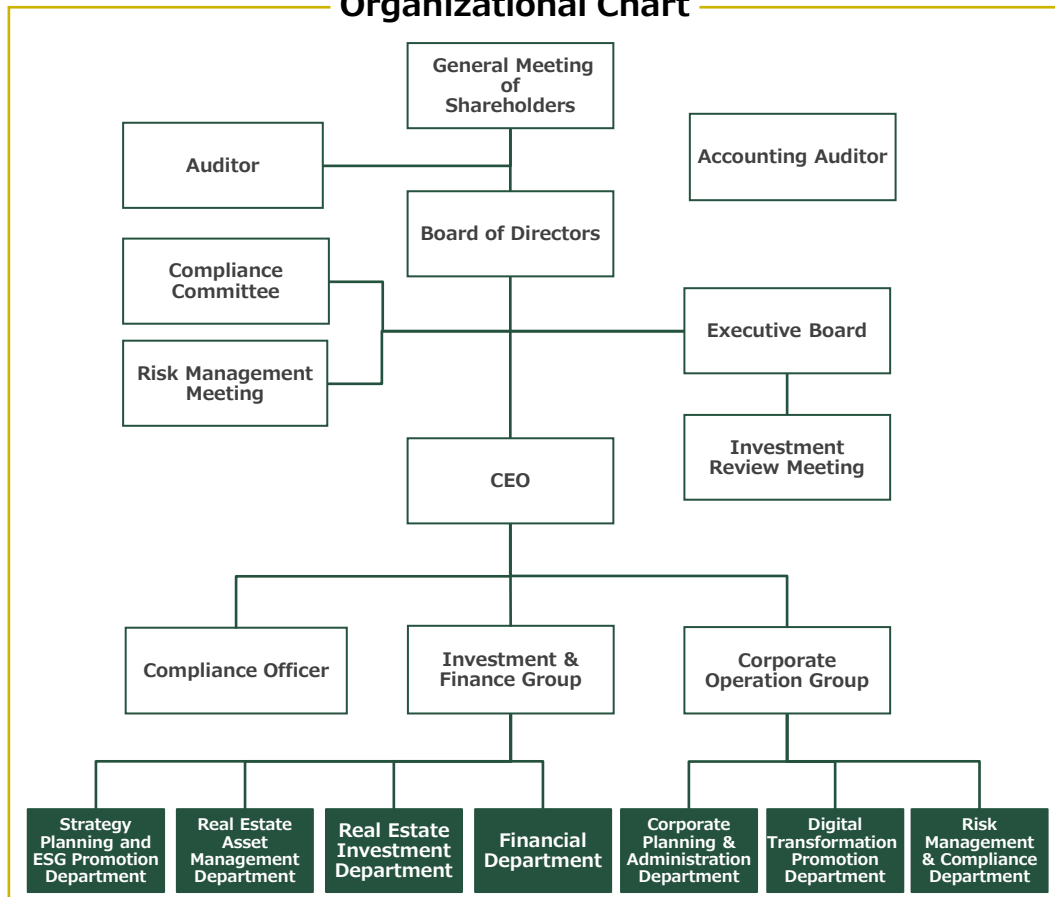 Organizational Chart
General Meeting
of
Shareholders
Auditor
Accounting Auditor
Board of Directors
Compliance
Committee
Executive Board
Risk Management
Meeting
Investment
Review Meeting
CEO
Compliance Officer
Investment &
Finance Group
Corporate
Operation Group
Strategy
Planning and
ESG Promotion
Department
Real Estate
Asset
Management
Department
Real Estate
Investment
Department
Financial
Department
Corporate
Planning &
Administration
Department
Digital
Transformation
Promotion
Department
Risk
Management
& Compliance
Department